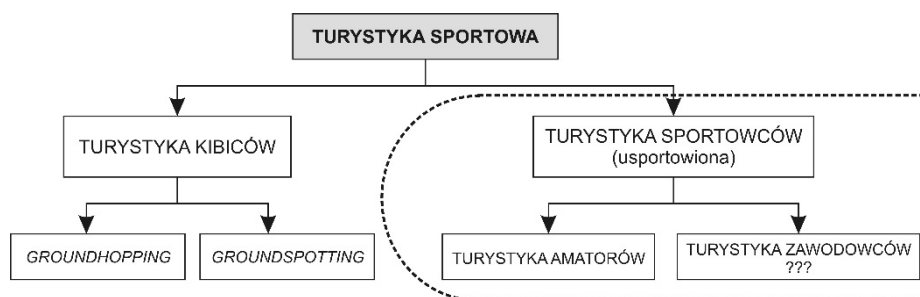 TURYSTYKA SPORTOWA
TURYSTYKA KIBICÓW
TURYSTYKA SPORTOWCÓW
(usportowiona)
GROUNDHOPPING
GROUNDSPOTTING
TURYSTYKA AMATORÓW
TURYSTYKA ZAWODOWCÓW
???